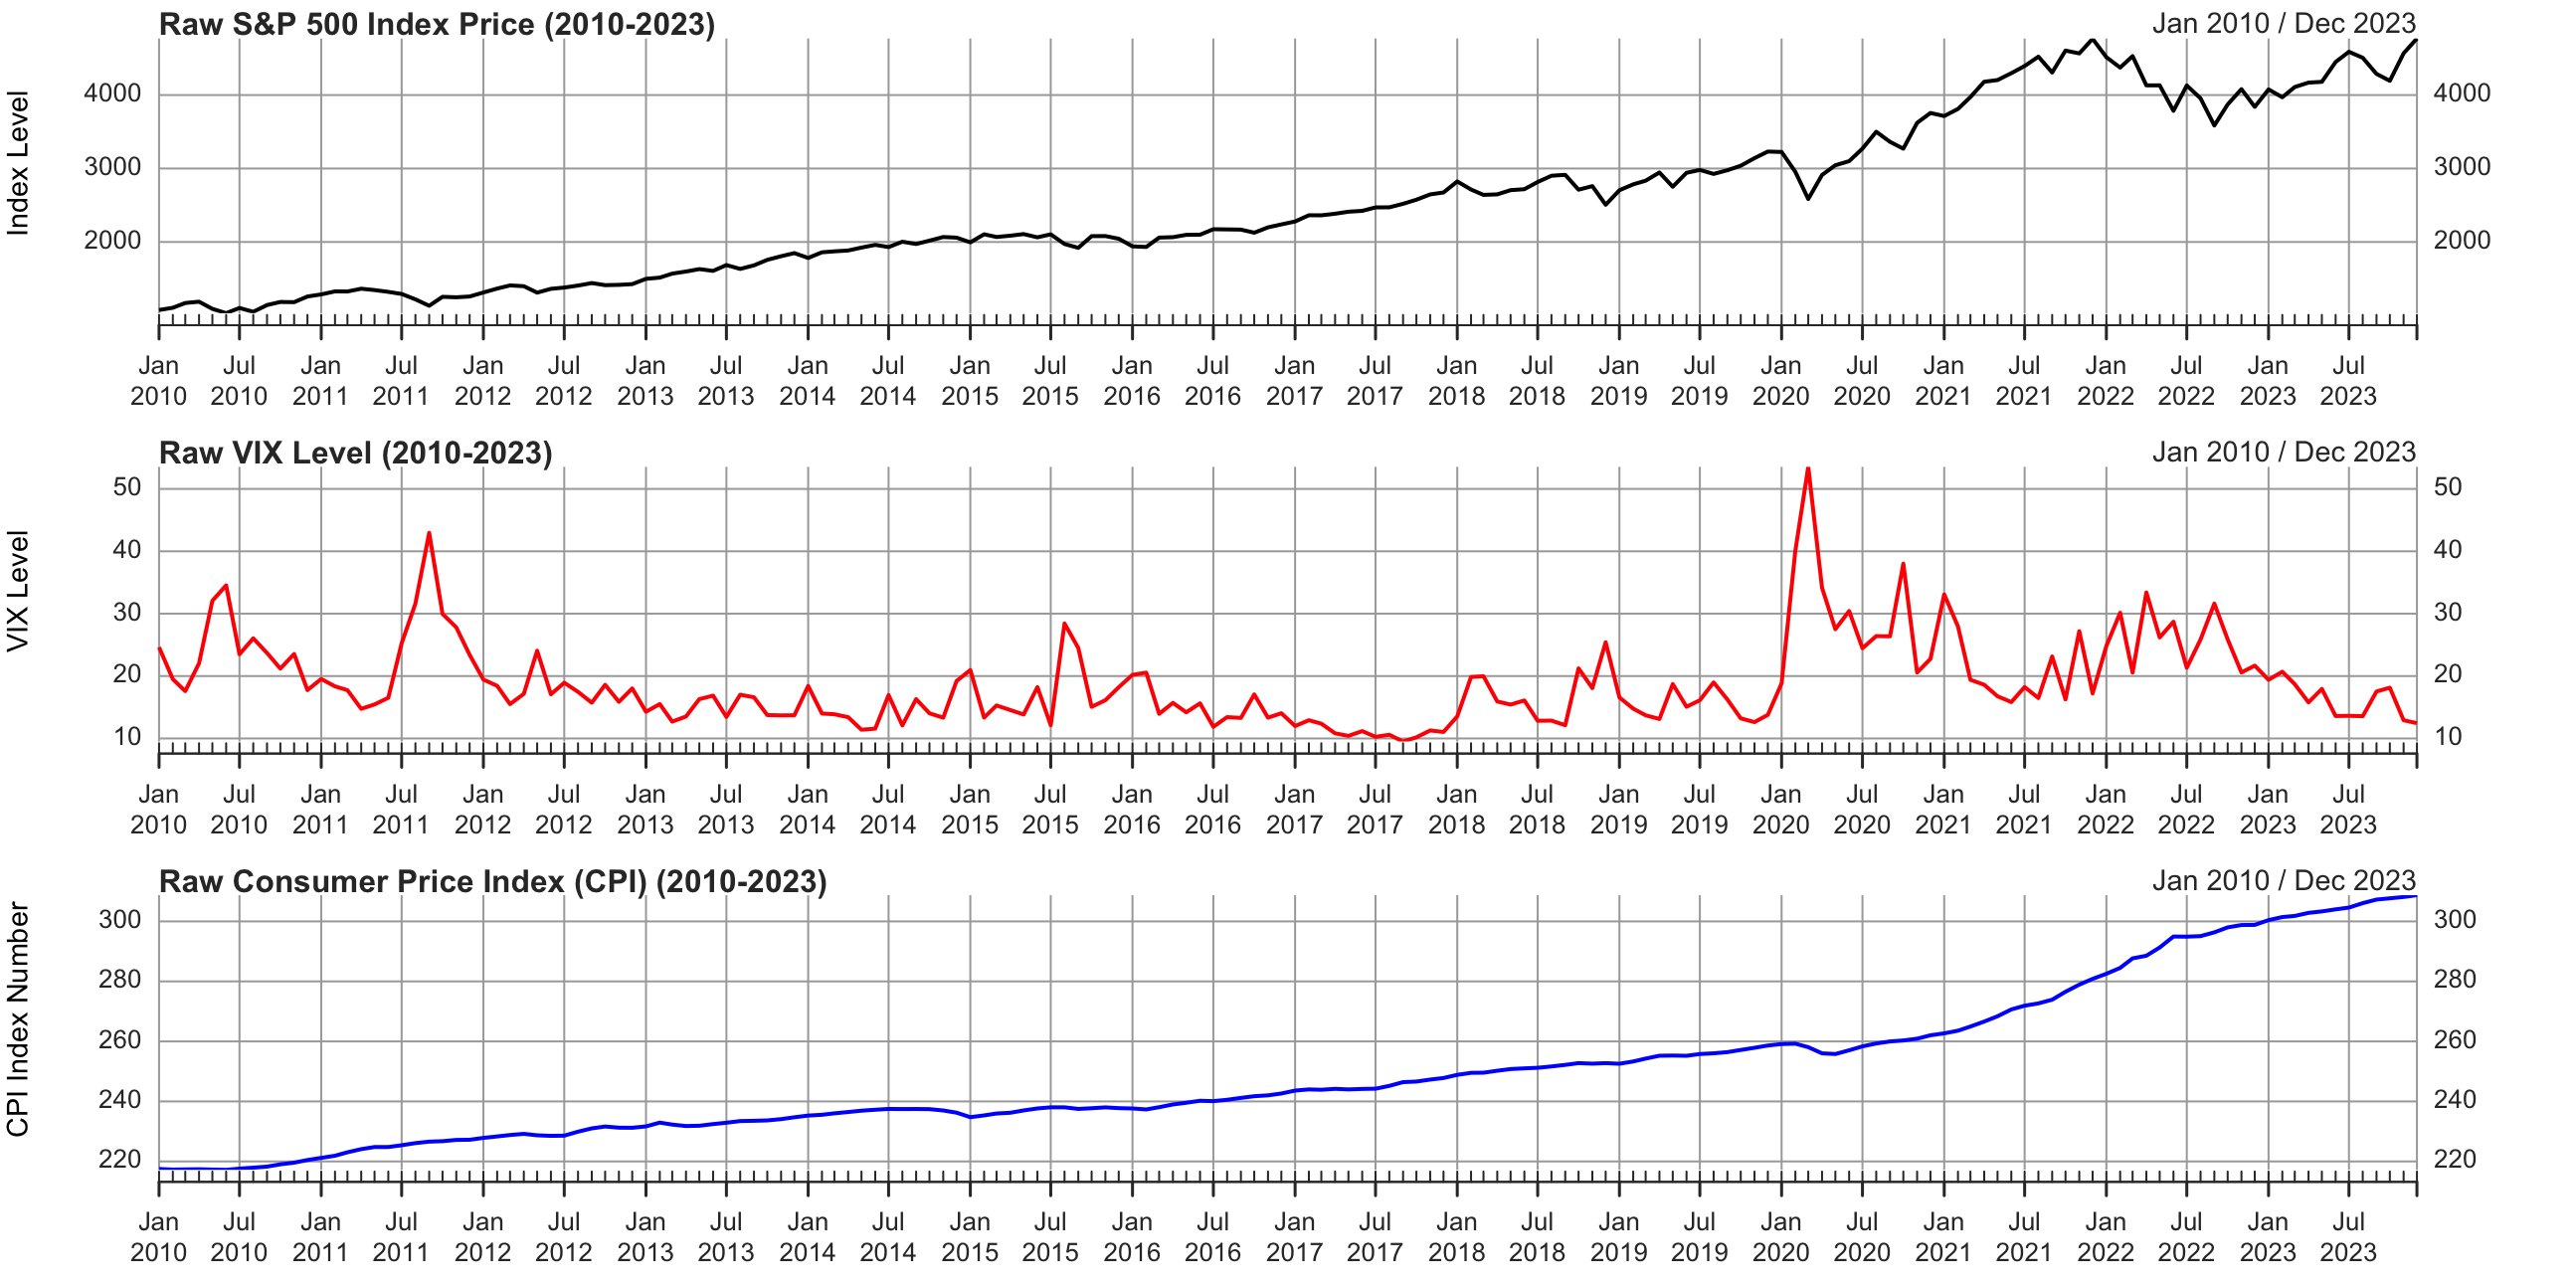 Raw S&P 500 Index Price (2010-2023)
Jan 2010 / Dec 2023
Index Level
4000 4000
3000 3000
2000 2000
Jan Jul Jan Jul Jan Jul Jan Jul Jan Jul Jan Jul Jan Jul Jan Jul Jan Jul Jan Jul Jan Jul Jan Jul Jan Jul Jan Jul
2010 2010 2011 2011 2012 2012 2013 2013 2014 2014 2015 2015 2016 2016 2017 2017 2018 2018 2019 2019 2020 2020 2021 2021 2022 2022 2023 2023
Raw VIX Level (2010-2023)
Jan 2010 / Dec 2023
VIX Level
50 50
40 40
30 30
20 20
10 10
Jan Jul Jan Jul Jan Jul Jan Jul Jan Jul Jan Jul Jan Jul Jan Jul Jan Jul Jan Jul Jan Jul Jan Jul Jan Jul Jan Jul
2010 2010 2011 2011 2012 2012 2013 2013 2014 2014 2015 2015 2016 2016 2017 2017 2018 2018 2019 2019 2020 2020 2021 2021 2022 2022 2023 2023
Raw Consumer Price Index (CPI) (2010-2023)
Jan 2010 / Dec 2023
CPI Index Number
300 300
280 280
260 260
240 240
220 220
Jan Jul Jan Jul Jan Jul Jan Jul Jan Jul Jan Jul Jan Jul Jan Jul Jan Jul Jan Jul Jan Jul Jan Jul Jan Jul Jan Jul
2010 2010 2011 2011 2012 2012 2013 2013 2014 2014 2015 2015 2016 2016 2017 2017 2018 2018 2019 2019 2020 2020 2021 2021 2022 2022 2023 2023